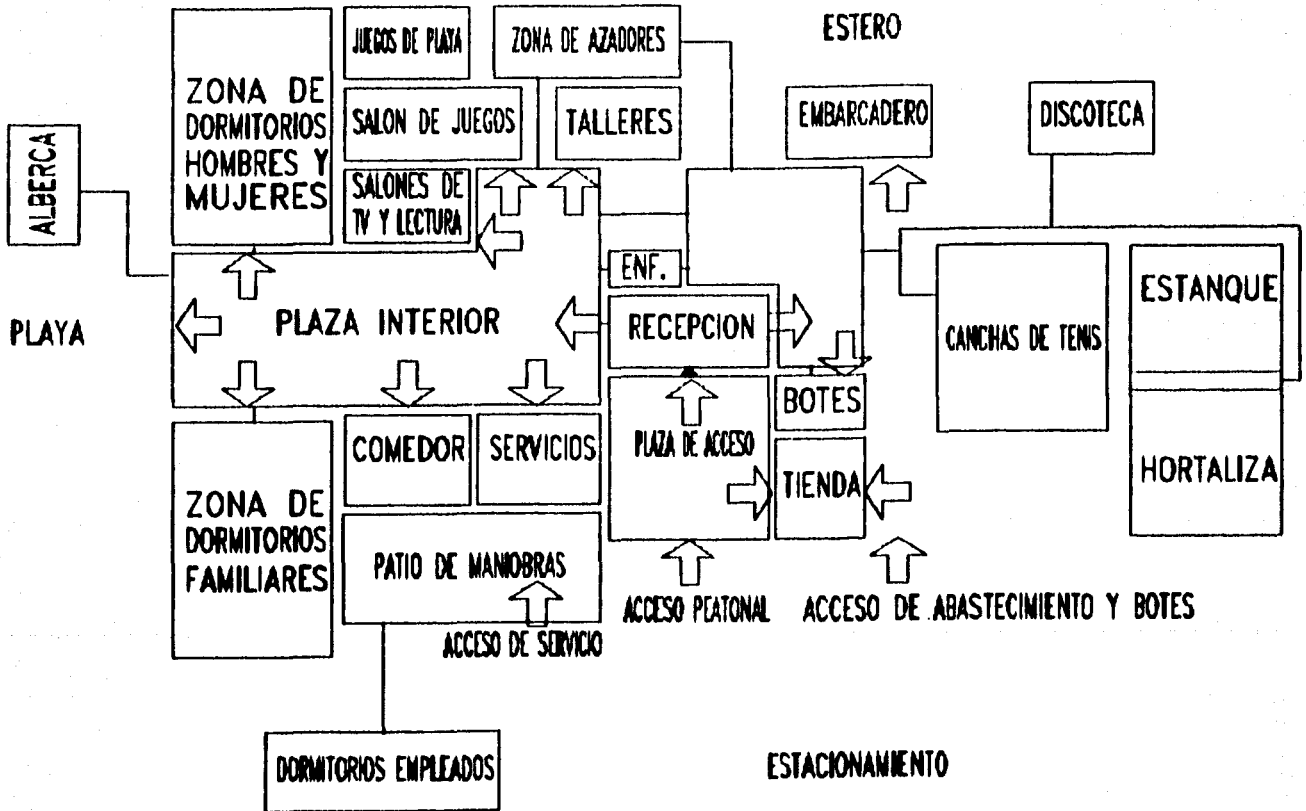 ESTERO
JUEGOS DE PLAYA
ZONA DE AZADORES
ZONA DE
DORMITORIOS
HOMBRES Y
MUJERES
SALON DE JUEGOS
TALLERES
EMBARCADERO
DISCOTECA
ALBERCA
SALONES DE
TV Y LECTURA
ENF.
PLAYA
PLAZA INTERIOR
RECEPCION
CANCHAS DE TENIS
ESTANQUE
BOTES
COMEDOR
SERVICIOS
PLAZA DE ACCESO
TIENDA
HORTALIZA
ZONA DE
DORMITORIOS
FAMILIARES
PATIO DE MANIOBRAS
ACCESO DE SERVICIO
ACCESO PEATONAL
ACCESO DE ABASTECIMIENTO Y BOTES
DORMITORIOS EMPLEADOS
ESTACIONAMIENTO